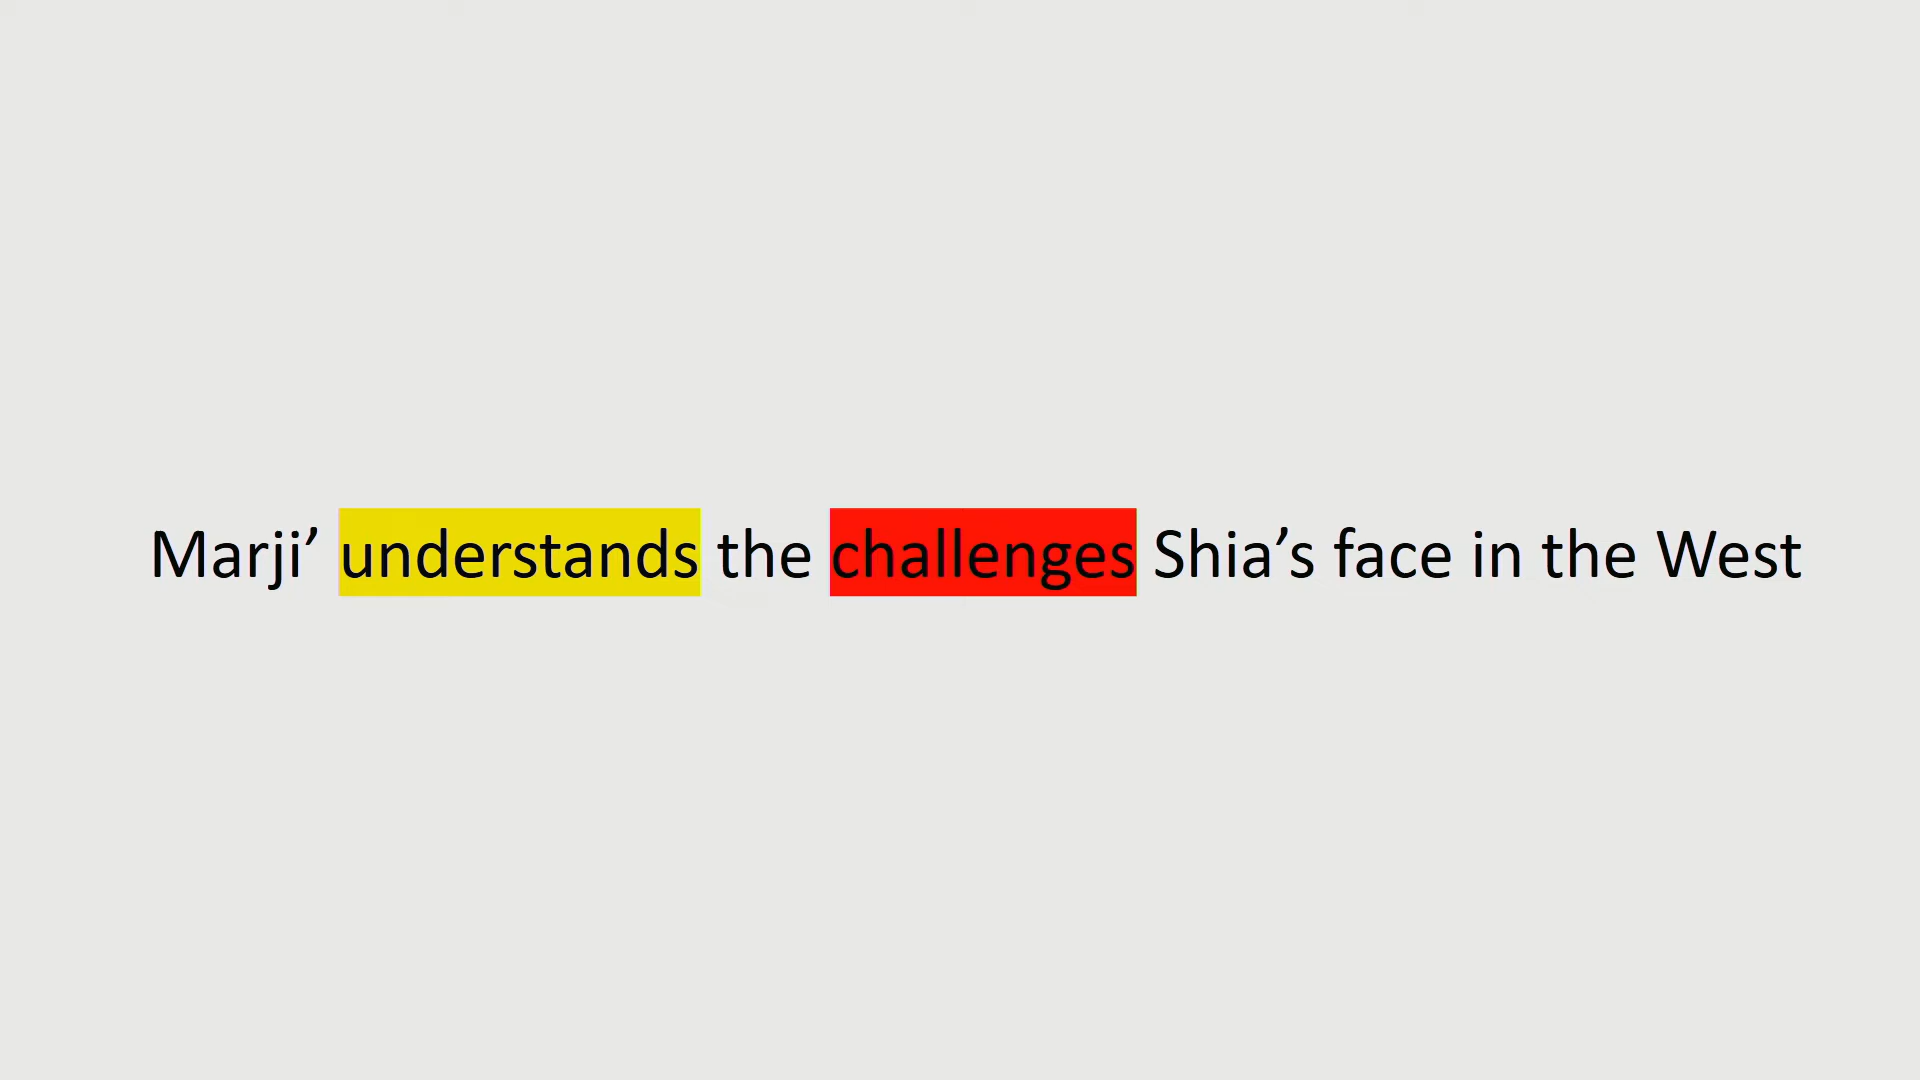 Marji’ understands the challenges Shia’s face in the West